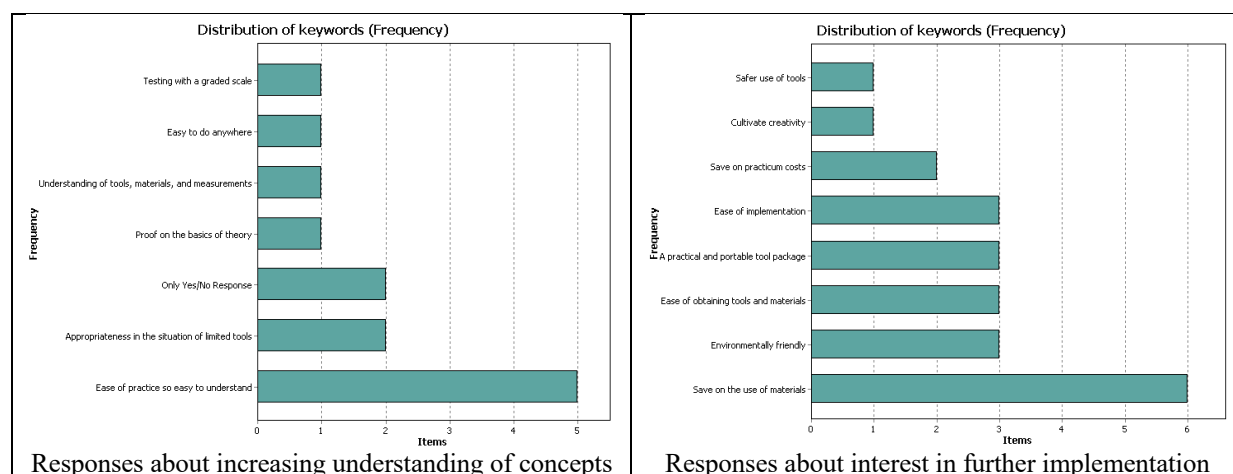 Distribution of keywords (Frequency)
Testing with a graded scale
Easy to do anywhere
Understanding of tools, materials, and measurements
Proof on the basics of theory
Only Yes/No Response
Appropriateness in the situation of limited tools
Ease of practice so easy to understand
Frequency
0 1 2 3 4 5
Items
Responses about increasing understanding of concepts
Distribution of keywords (Frequency)
Safer use of tools
Cultivate creativity
Save on practicum costs
Ease of implementation
A practical and portable tool package
Ease of obtaining tools and materials
Environmentally friendly
Save on the use of materials
Frequency
0 1 2 3 4 5 6
Items
Responses about interest in further implementation